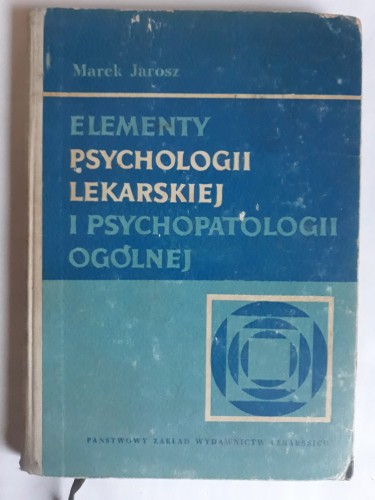 Marek Jarosz
ELEMENTY
PSYCHOLOGII
LEKARSKIEJ
I PSYCHOPATOLOGII
OGÓLNEJ
PAŃSTWOWY ZAKŁAD WYDAWNICTW LEKARSKICH